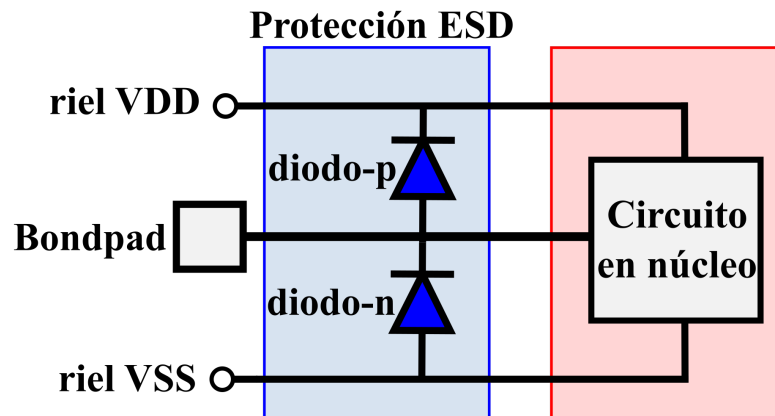 Protección ESD
riel VDD
diodo-p
Bondpad
Circuito
en núcleo
diodo-n
riel VSS